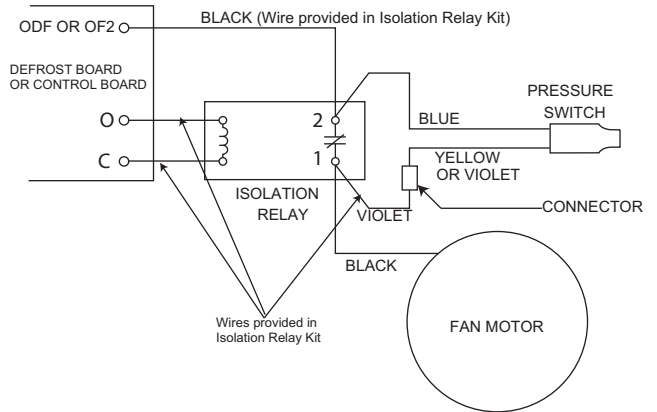 BLACK (Wire provided in Isolation Relay Kit)
ODF OR OF2
DEFROST BOARD
OR CONTROL BOARD
O
C
2
1
ISOLATION
RELAY
BLUE
PRESSURE
SWITCH
YELLOW
OR VIOLET
VIOLET
CONNECTOR
BLACK
Wires provided in
Isolation Relay Kit
FAN MOTOR